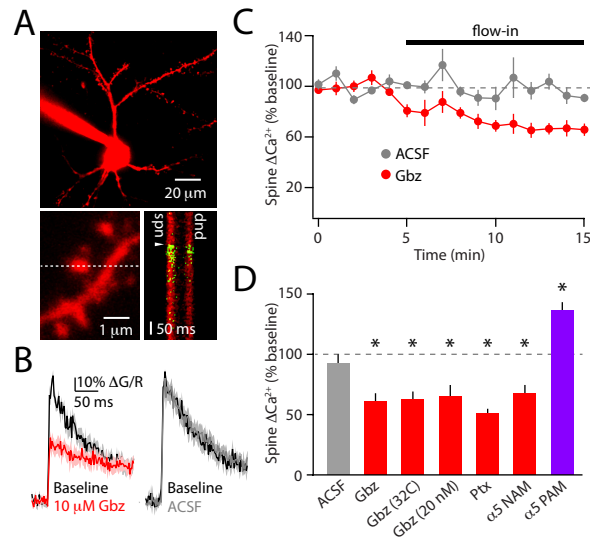 A
20 μm
spn
dnd
1 μm
50 ms
B
10% ΔG/R
50 ms
Baseline
10 μM Gbz
Baseline
ACSF
C
flow-in
Spine ΔCa²⁺ (% baseline)
140
100
60
20
ACSF
Gbz
0
5
10
15
Time (min)
D
Spine ΔCa²⁺ (% baseline)
150
100
50
0
*
*
*
*
*
*
ACSF
Gbz
Gbz (32C)
Gbz (20 nM)
Ptx
α5 NAM
α5 PAM